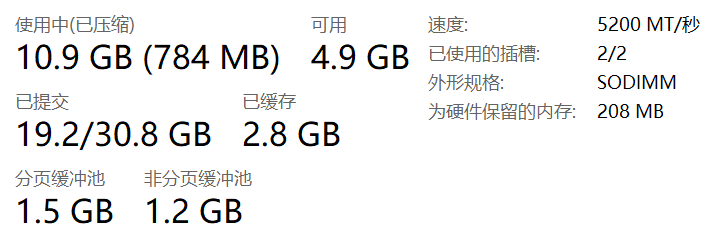 使用中(已压缩)
可用
10.9 GB (784 MB)
4.9 GB
已提交
已缓存
19.2/30.8 GB
2.8 GB
分页缓冲池
非分页缓冲池
1.5 GB
1.2 GB
速度:
5200 MT/秒
已使用的插槽:
2/2
外形规格:
SODIMM
为硬件保留的内存:
208 MB